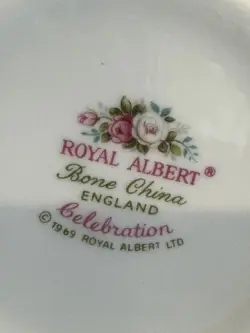 ROYAL ALBERT®
Bone China
ENGLAND
Celebration
© 1969 ROYAL ALBERT LTD